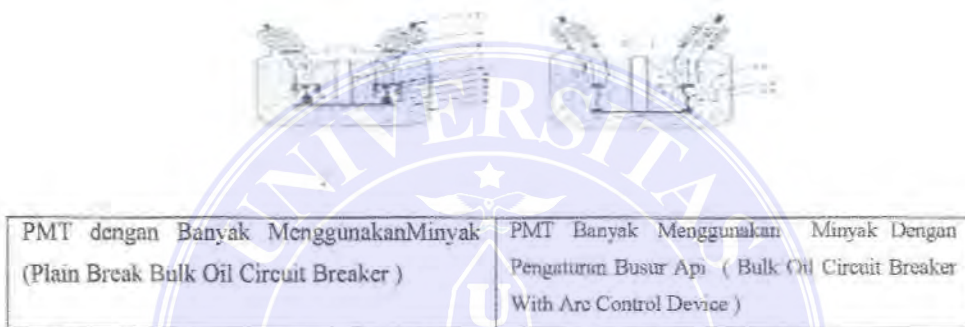 UNIVERSITAS
PMT dengan Banyak MenggunakanMinyak
(Plain Break Bulk Oil Circuit Breaker )
PMT Banyak Menggunakan Minyak Dengan
Pengaturan Busur Api ( Bulk Oil Circuit Breaker
With Arc Control Device )
U